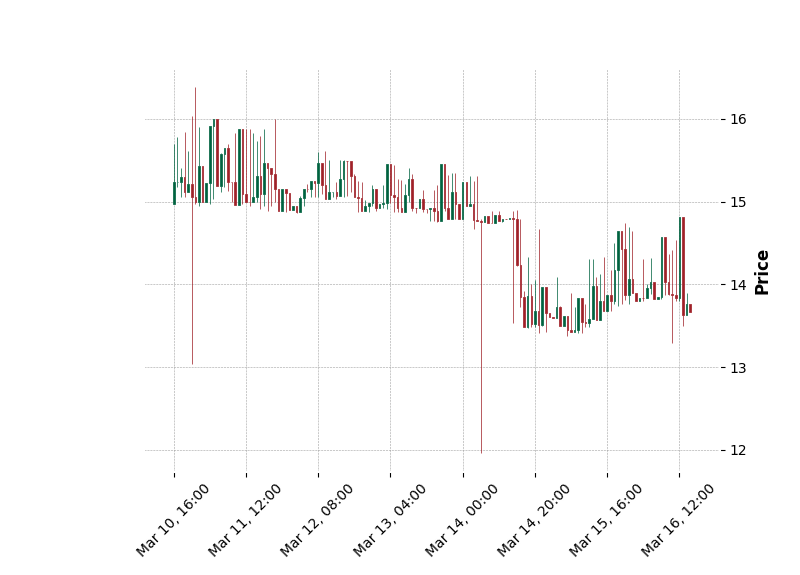 16
15
14
13
12
Price
Mar 10, 16:00
Mar 11, 12:00
Mar 12, 08:00
Mar 13, 04:00
Mar 14, 00:00
Mar 14, 20:00
Mar 15, 16:00
Mar 16, 12:00